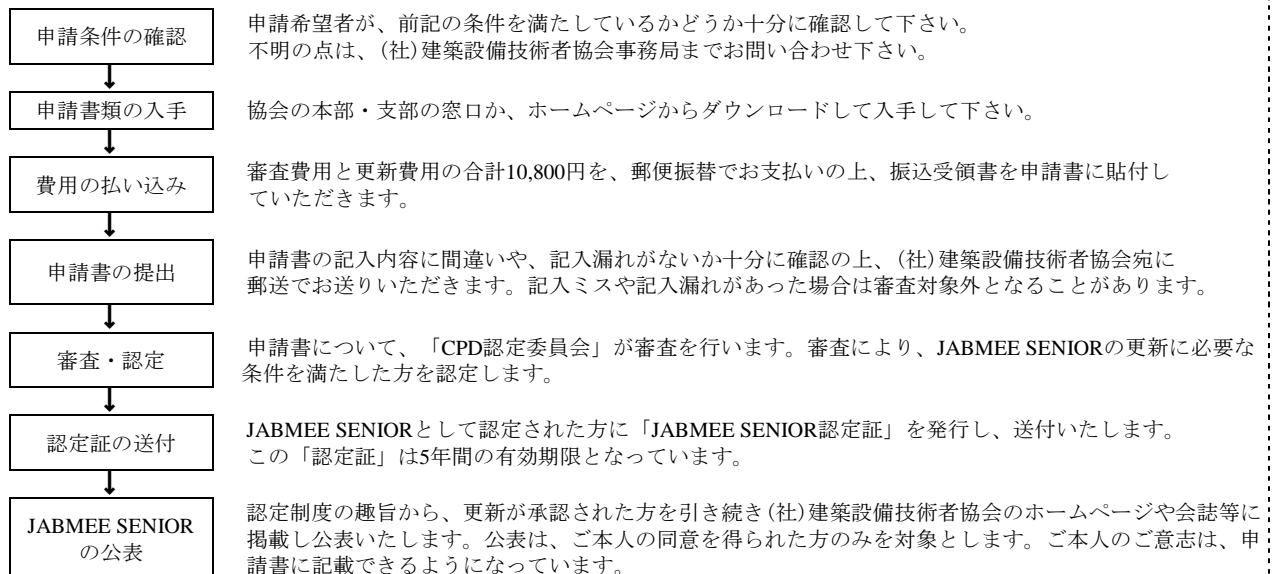 申請条件の確認
申請希望者が、前記の条件を満たしているかどうか十分に確認して下さい。
不明の点は、(社)建築設備技術者協会事務局までお問い合わせ下さい。
申請書類の入手
協会の本部・支部の窓口か、ホームページからダウンロードして入手して下さい。
費用の払い込み
審査費用と更新費用の合計10,800円を、郵便振替でお支払いの上、振込受領書を申請書に貼付し
ていただきます。
申請書の提出
申請書の記入内容に間違いや、記入漏れがないか十分に確認の上、(社)建築設備技術者協会宛に
郵送でお送りいただきます。記入ミスや記入漏れがあった場合は審査対象外となることがあります。
審査・認定
申請書について、「CPD認定委員会」が審査を行います。審査により、JABMEE SENIORの更新に必要な
条件を満たした方を認定します。
認定証の送付
JABMEE SENIORとして認定された方に「JABMEE SENIOR認定証」を発行し、送付いたします。
この「認定証」は5年間の有効期限となっています。
JABMEE SENIOR
の公表
認定制度の趣旨から、更新が承認された方を引き続き(社)建築設備技術者協会のホームページや会誌等に
掲載し公表いたします。公表は、ご本人の同意を得られた方のみを対象とします。ご本人のご意志は、申
請書に記載できるようになっています。